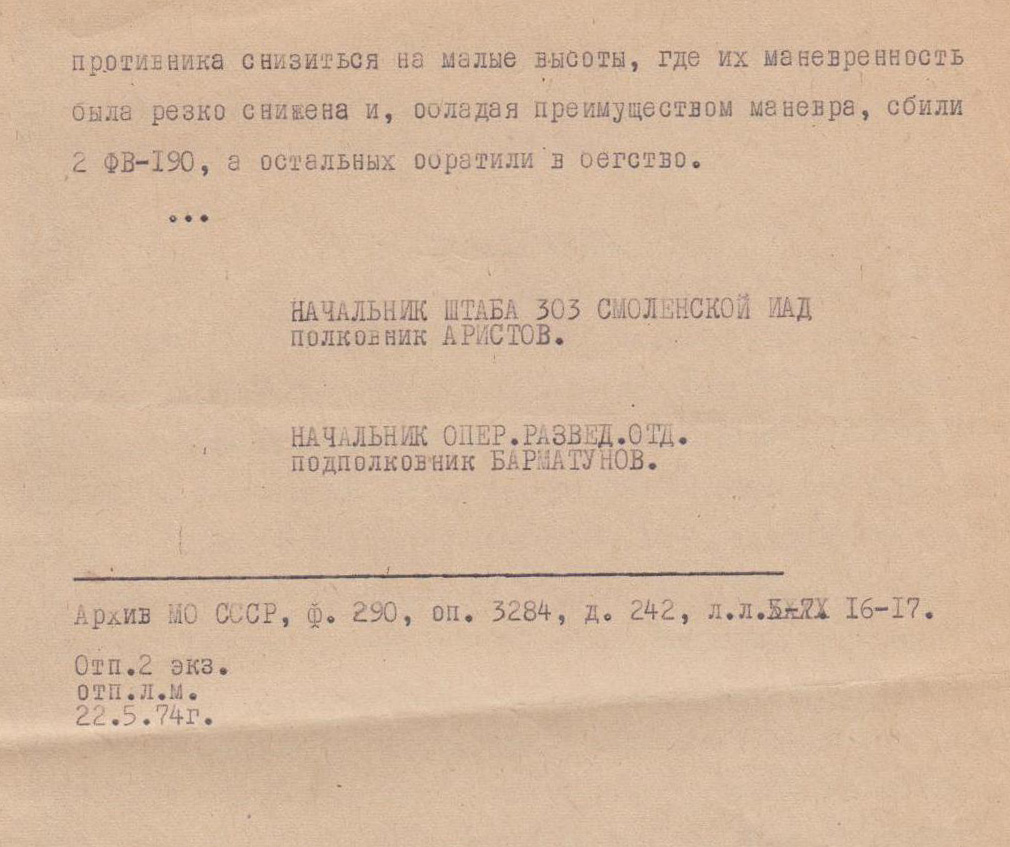 противника снизиться на малые высоты, где их маневренность
была резко снижена и, обладая преимуществом маневра, сбили
2 ФВ-190, а остальных обратили в бегство.
...
НАЧАЛЬНИК ШТАБА 303 СМОЛЕНСКОЙ ИАД
полковник АРИСТОВ.
НАЧАЛЬНИК ОПЕР.РАЗВЕД.ОТД.
подполковник БАРМАТУНОВ.
Архив МО СССР, ф. 290, оп. 3284, д. 242, л.л. 16-17.
Отп.2 экз.
отп.л.м.
22.5.74г.